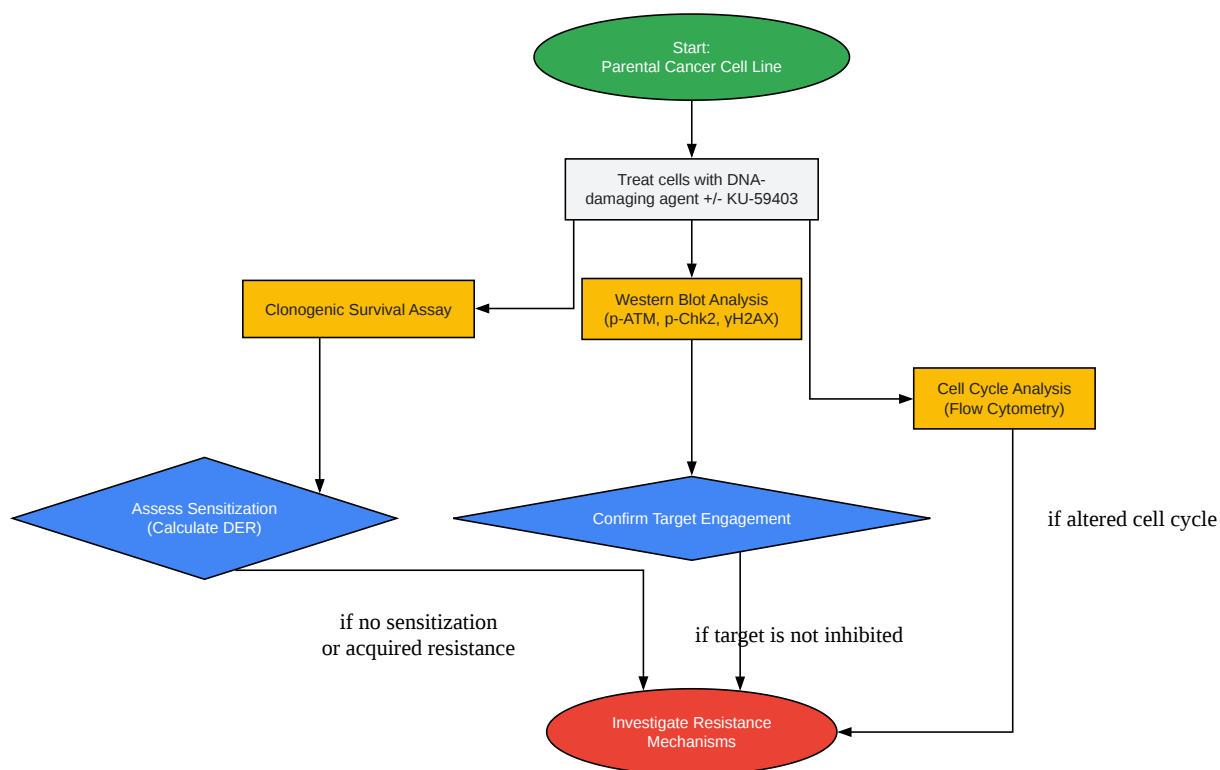 Start:
Parental Cancer Cell Line
Treat cells with DNA-
damaging agent +/- KU-59403
Clonogenic Survival Assay
Western Blot Analysis
(p-ATM, p-Chk2, γH2AX)
Cell Cycle Analysis
(Flow Cytometry)
Assess Sensitization
(Calculate DER)
Confirm Target Engagement
if altered cell cycle
if no sensitization
or acquired resistance
if target is not inhibited
Investigate Resistance
Mechanisms